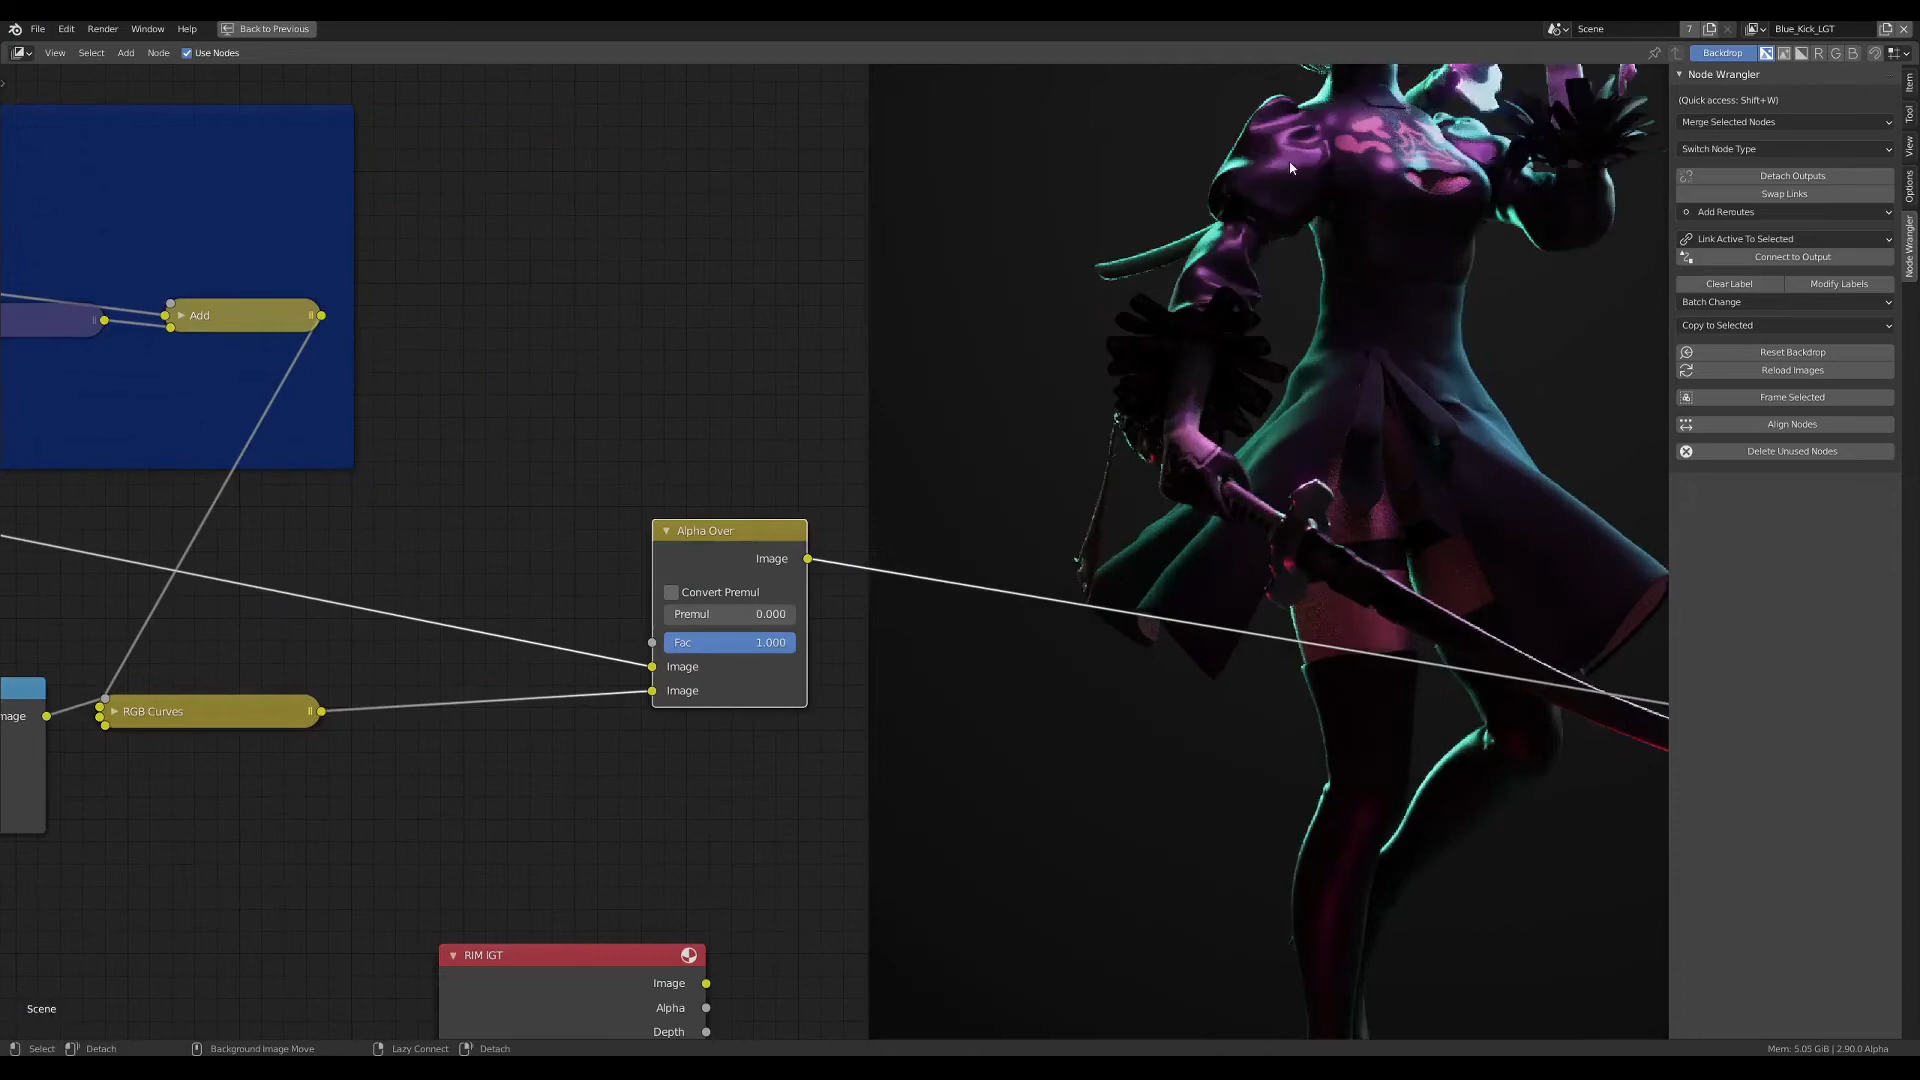 File Edit Render Window Help Back to Previous Scene 7 Blue_Kick_LGT
View Select Add Node Use Nodes Backdrop R G B
Node Wrangler
(Quick access: Shift+W)
Merge Selected Nodes
Switch Node Type
Detach Outputs
Swap Links
Add Reroutes
Link Active To Selected
Connect to Output
Clear Label Modify Labels
Batch Change
Copy to Selected
Reset Backdrop
Reload Images
Frame Selected
Align Nodes
Delete Unused Nodes
Item
Tool
View
Options
Node Wrangler
Add
Alpha Over
Image
Convert Premul
Premul 0.000
Fac 1.000
Image
Image
mage
RGB Curves
RIM lGT
Image
Alpha
Depth
Scene
Select Detach Background Image Move Lazy Connect Detach Mem: 5.05 GiB | 2.90.0 Alpha